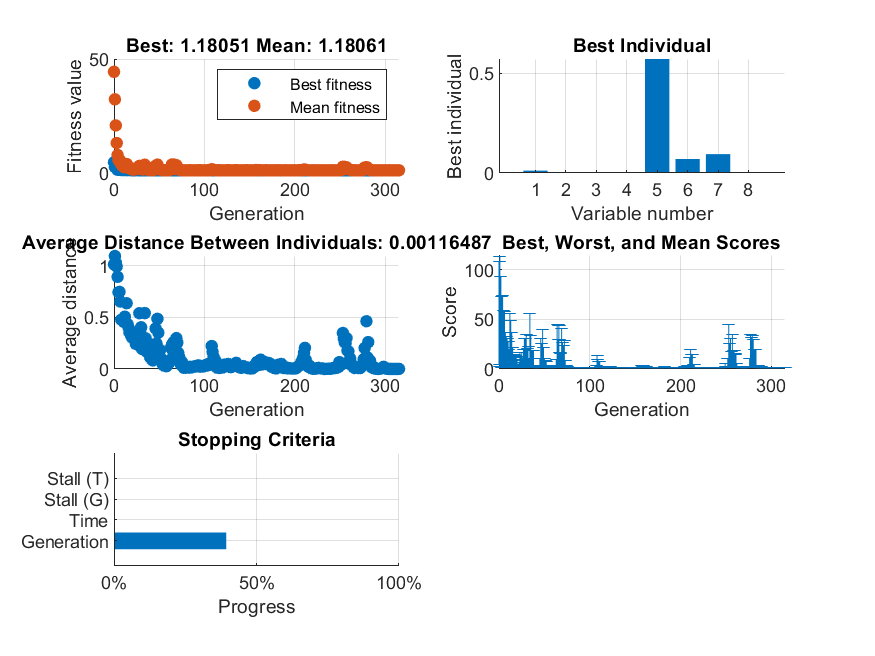 Best: 1.18051 Mean: 1.18061
Fitness value
50
0
Best fitness
Mean fitness
0 100 200 300
Generation
Best Individual
Best individual
0.5
0
1 2 3 4 5 6 7 8
Variable number
Average Distance Between Individuals: 0.00116487
Average distance
1
0.5
0
0 100 200 300
Generation
Best, Worst, and Mean Scores
Score
100
50
0
0 100 200 300
Generation
Stopping Criteria
Stall (T)
Stall (G)
Time
Generation
0% 50% 100%
Progress